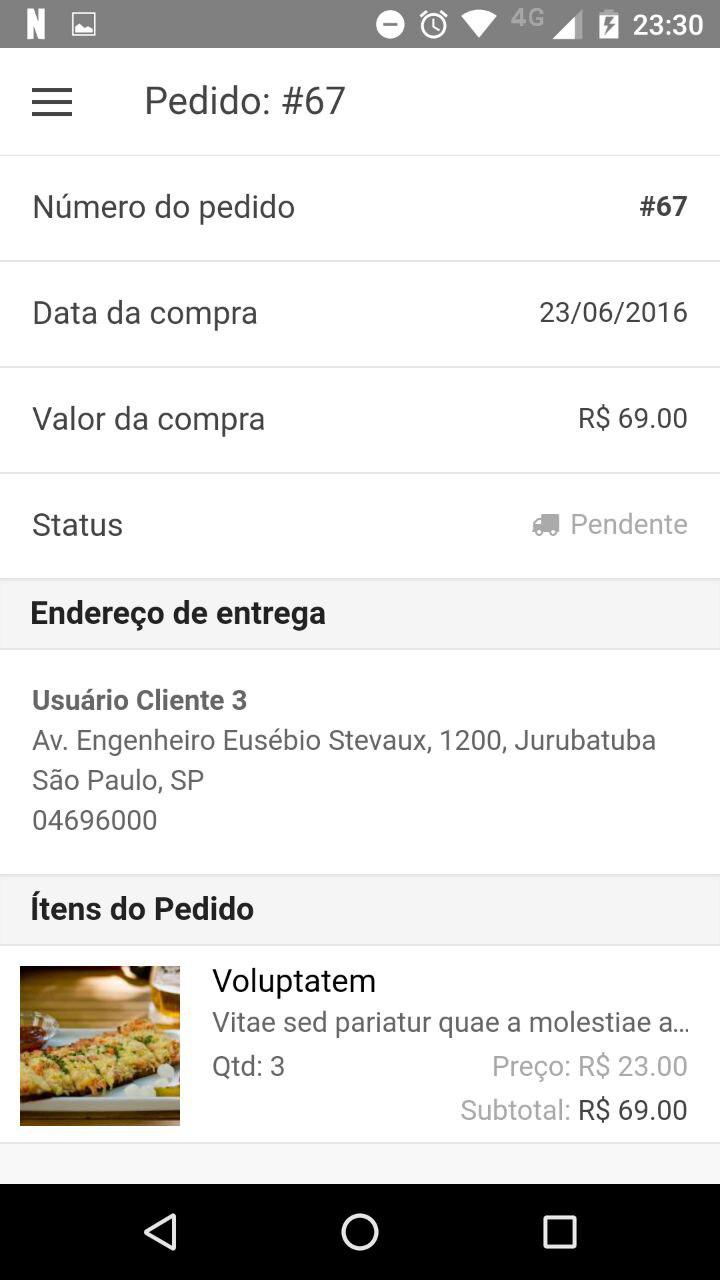 N 4G 23:30
Pedido: #67
Número do pedido #67
Data da compra 23/06/2016
Valor da compra R$ 69.00
Status Pendente
Endereço de entrega
Usuário Cliente 3
Av. Engenheiro Eusébio Stevaux, 1200, Jurubatuba
São Paulo, SP
04696000
Ítens do Pedido
Voluptatem
Vitae sed pariatur quae a molestiae a...
Qtd: 3 Preço: R$ 23.00
Subtotal: R$ 69.00